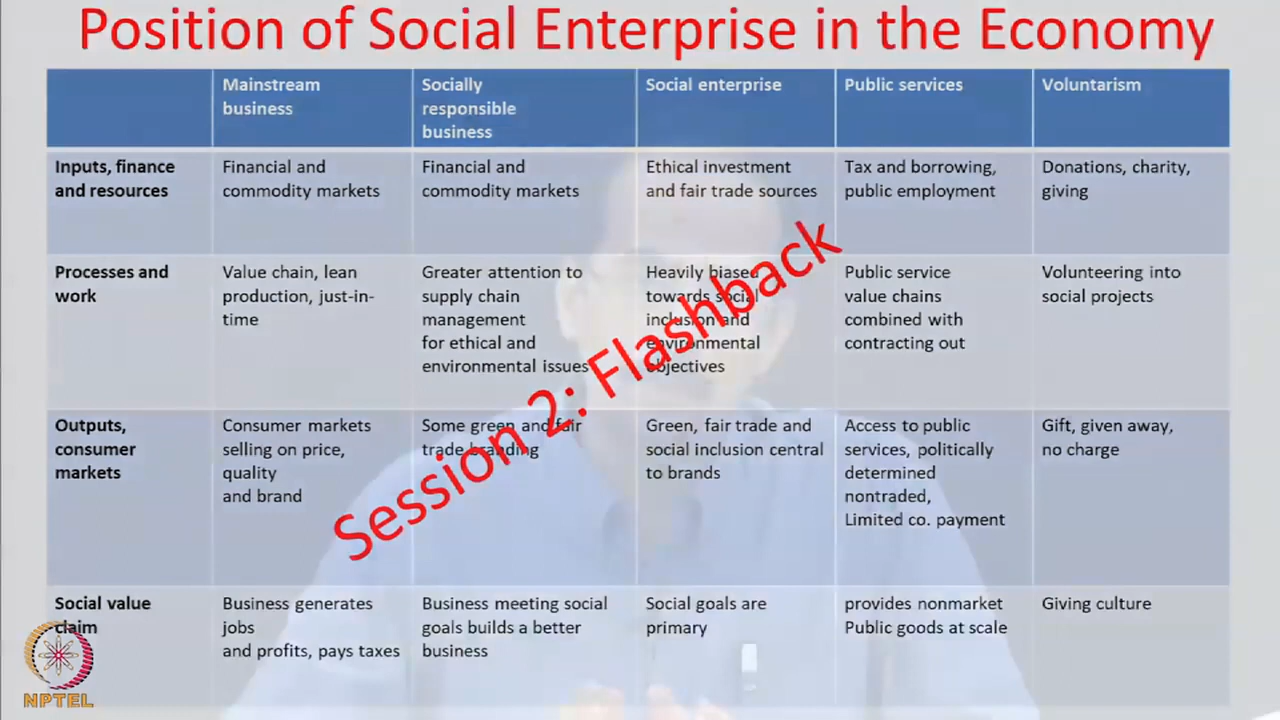 Position of Social Enterprise in the Economy
Mainstream
business
Socially
responsible
business
Social enterprise
Public services
Voluntarism
Inputs, finance
and resources
Financial and
commodity markets
Financial and
commodity markets
Ethical investment
and fair trade sources
Tax and borrowing,
public employment
Donations, charity,
giving
Processes and
work
Value chain, lean
production, just-in-
time
Greater attention to
supply chain
management
for ethical and
environmental issues
Heavily biased
towards social
inclusion and
environmental
objectives
Public service
value chains
combined with
contracting out
Volunteering into
social projects
Outputs,
consumer
markets
Consumer markets
selling on price,
quality
and brand
Some green and fair
trade branding
Green, fair trade and
social inclusion central
to brands
Access to public
services, politically
determined
nontraded,
Limited co. payment
Gift, given away,
no charge
Social value
claim
Business generates
jobs
and profits, pays taxes
Business meeting social
goals builds a better
business
Social goals are
primary
provides nonmarket
Public goods at scale
Giving culture
Session 2: Flashback
NPTEL